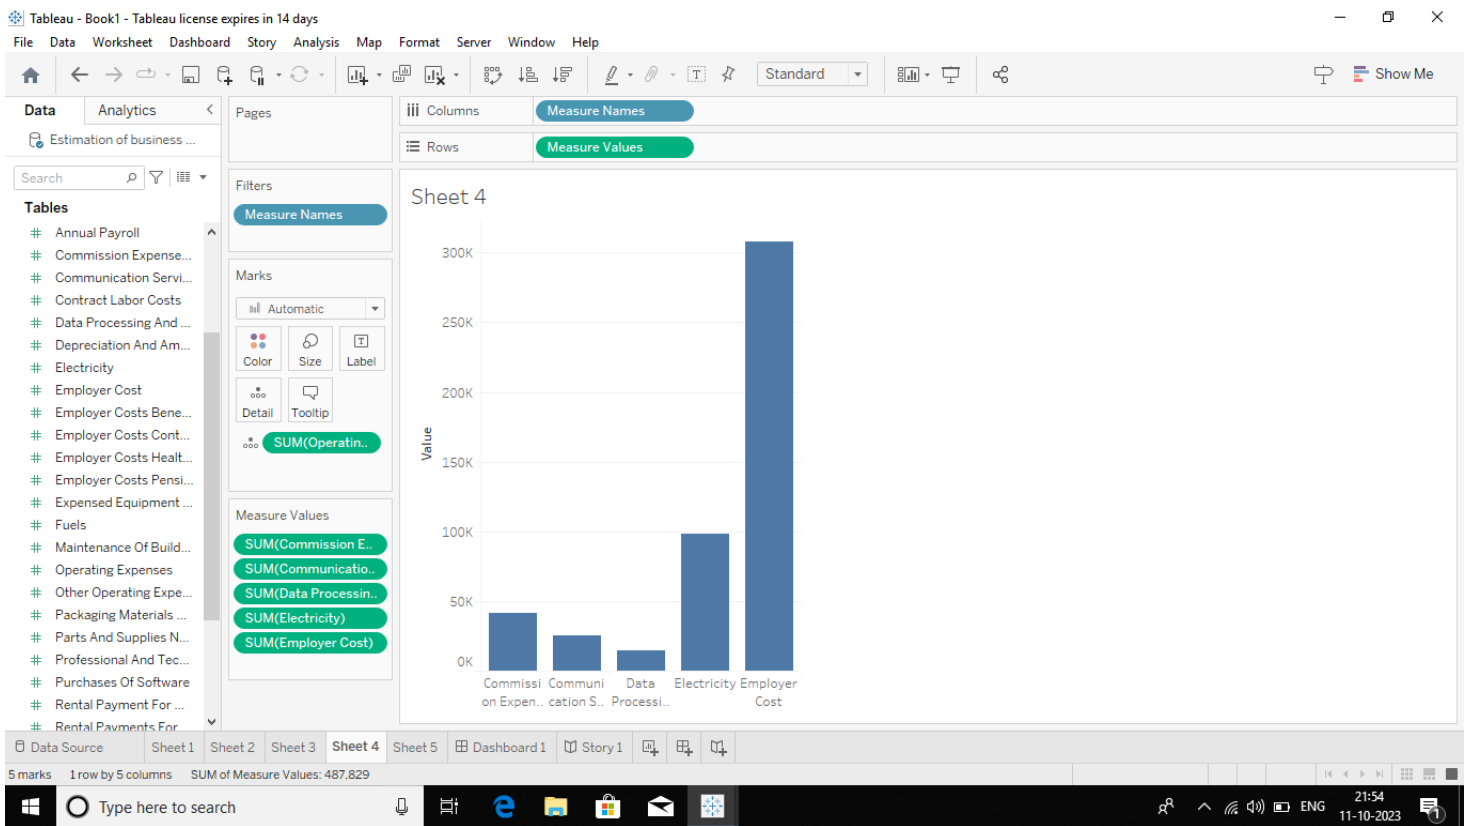 Tableau - Book1 - Tableau license expires in 14 days
File Data Worksheet Dashboard Story Analysis Map Format Server Window Help
Standard
Show Me
Data Analytics
Estimation of business ...
Search
Tables
# Annual Payroll
# Commission Expense...
# Communication Servi...
# Contract Labor Costs
# Data Processing And ...
# Depreciation And Am...
# Electricity
# Employer Cost
# Employer Costs Bene...
# Employer Costs Cont...
# Employer Costs Healt...
# Employer Costs Pensi...
# Expensed Equipment ...
# Fuels
# Maintenance Of Build...
# Operating Expenses
# Other Operating Expe...
# Packaging Materials ...
# Parts And Supplies N...
# Professional And Tec...
# Purchases Of Software
# Rental Payment For ...
# Rental Payments For
Pages
Filters
Measure Names
Marks
Automatic
Color Size Label
Detail Tooltip
SUM(Operatin..
Measure Values
SUM(Commission E..
SUM(Communicatio..
SUM(Data Processin..
SUM(Electricity)
SUM(Employer Cost)
Columns Measure Names
Rows Measure Values
Sheet 4
Value
300K
250K
200K
150K
100K
50K
0K
Commissi Communi Data Electricity Employer
on Expen.. cation S.. Processi.. Cost
Data Source Sheet 1 Sheet 2 Sheet 3 Sheet 4 Sheet 5 Dashboard 1 Story 1
5 marks 1 row by 5 columns SUM of Measure Values: 487,829
Type here to search
ENG
21:54
11-10-2023
1